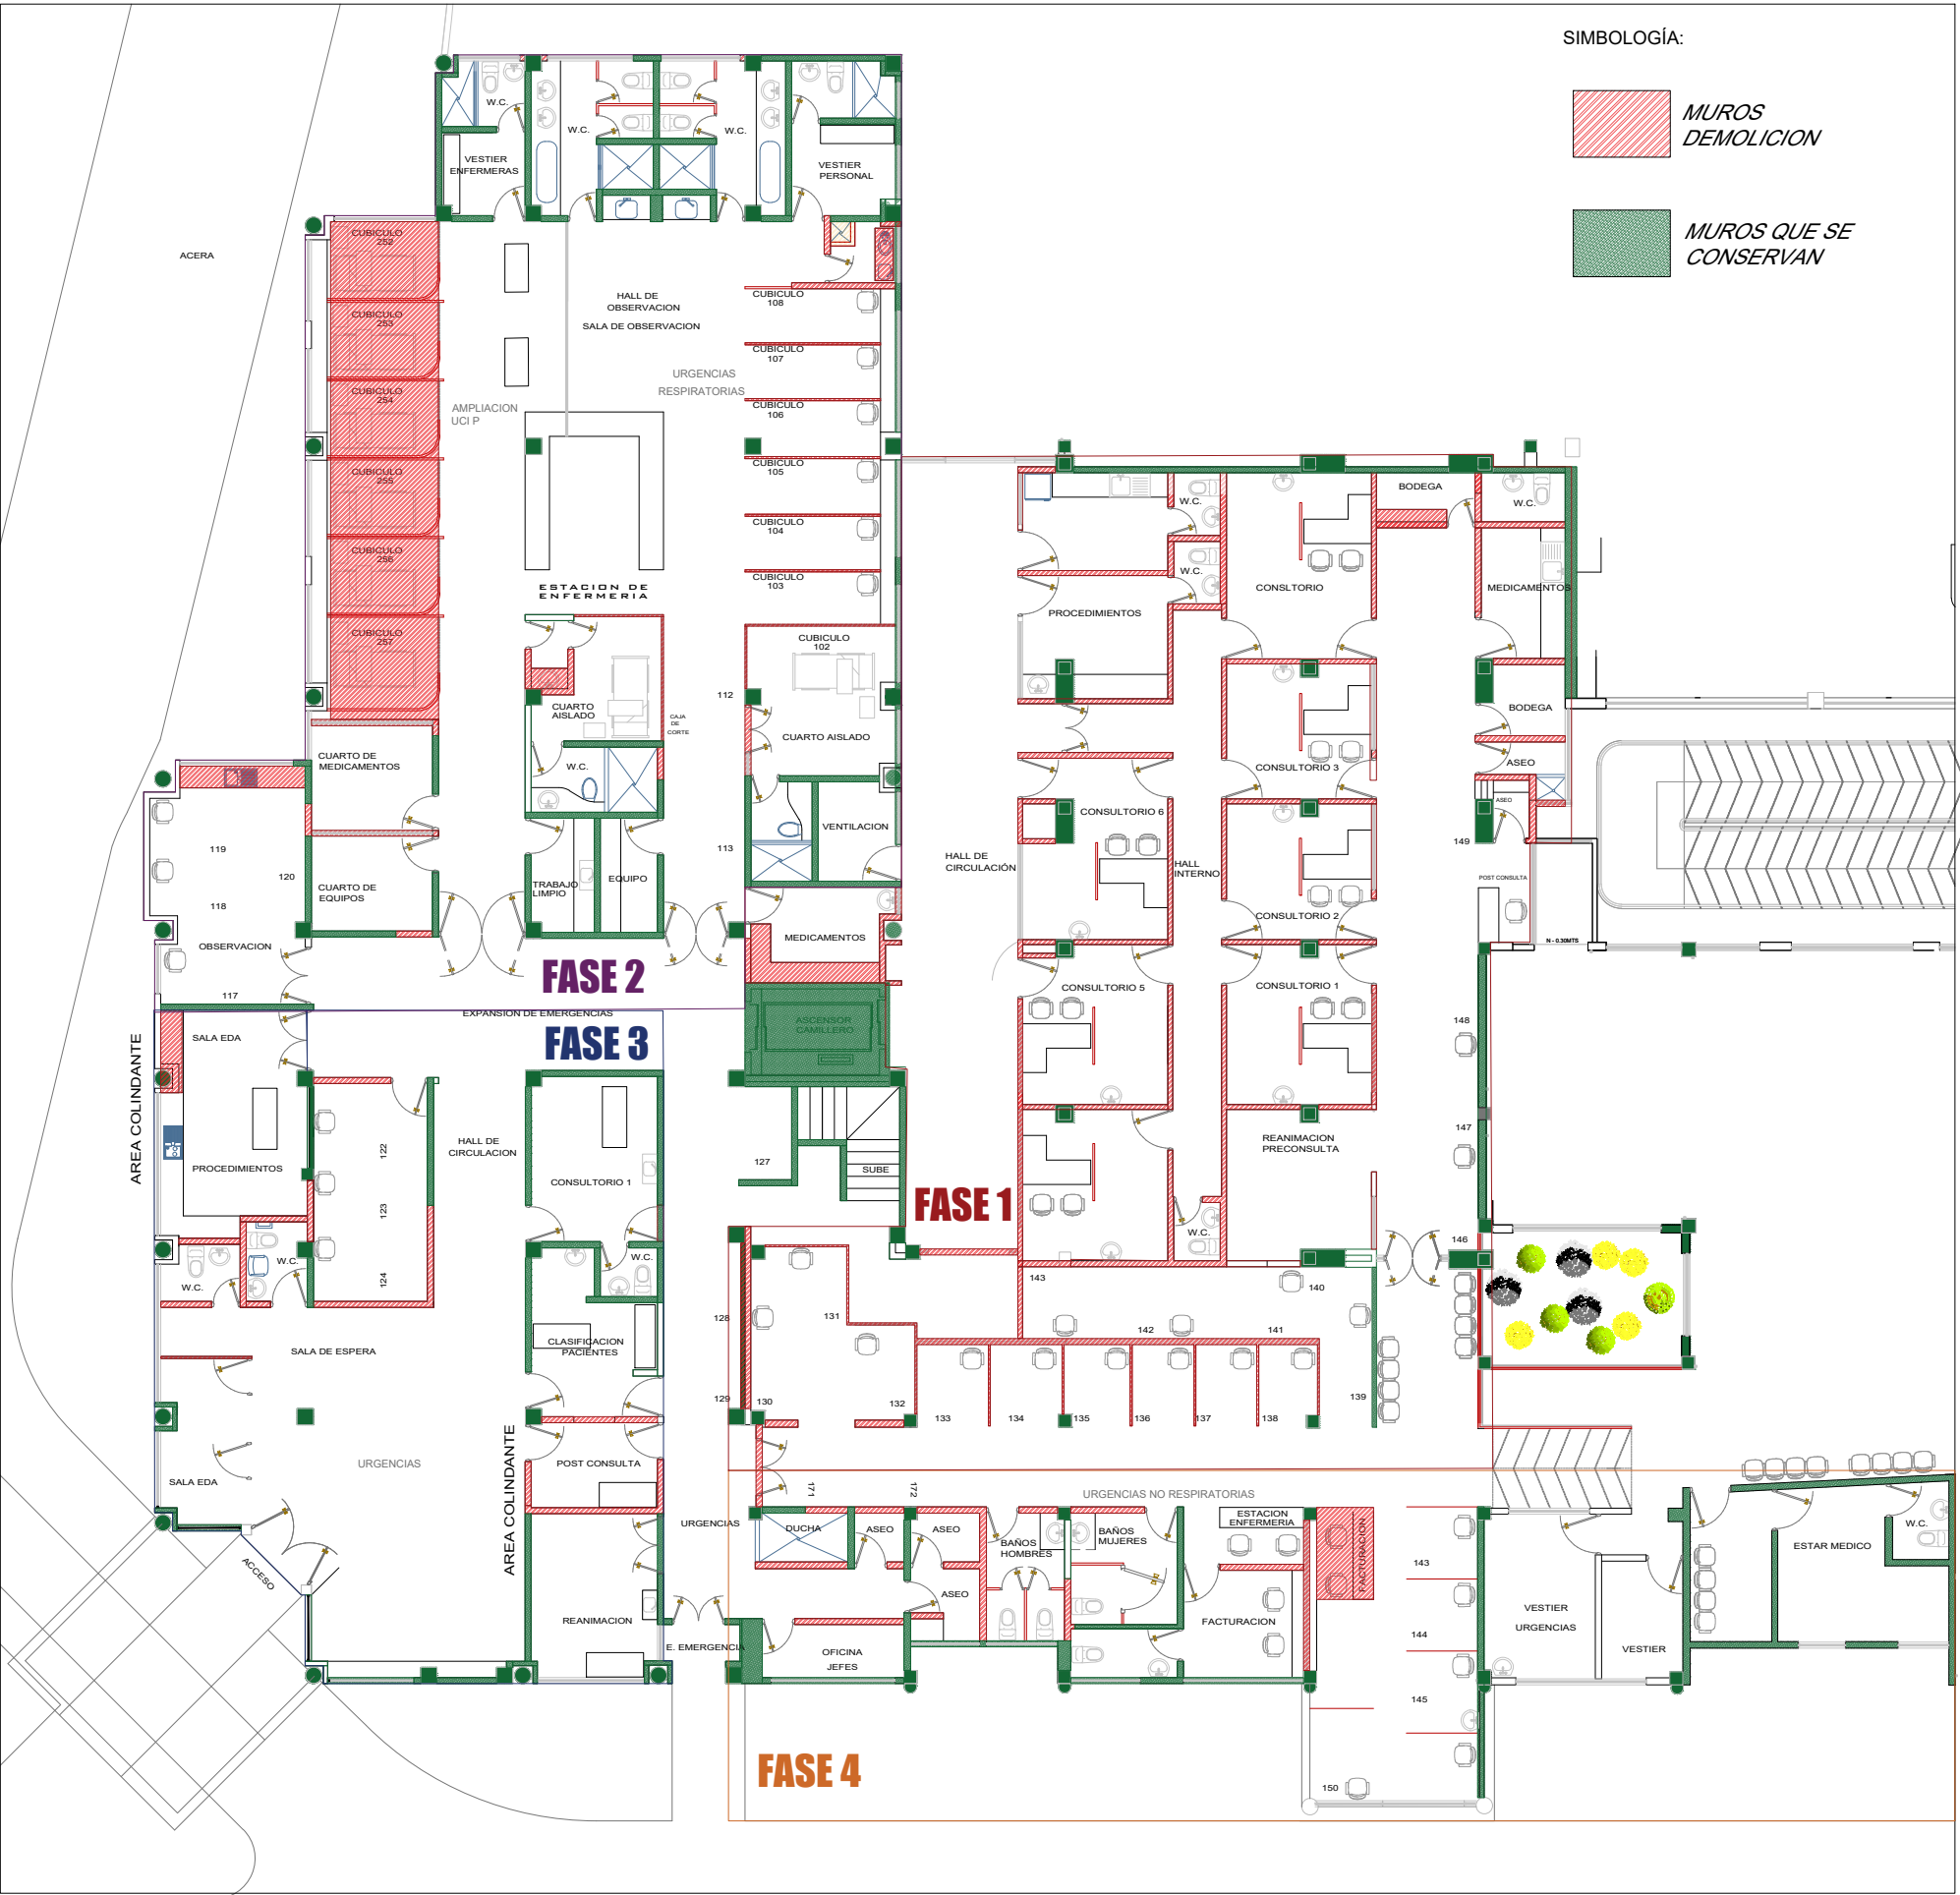 SIMBOLOGÍA:
MUROS
DEMOLICION
MUROS QUE SE
CONSERVAN
W.C.
W.C.
W.C.
VESTIER
ENFERMERAS
VESTIER
PERSONAL
ACERA
CUBICULO
252
CUBICULO
253
CUBICULO
254
CUBICULO
255
CUBICULO
256
CUBICULO
257
HALL DE
OBSERVACION
SALA DE OBSERVACION
URGENCIAS
RESPIRATORIAS
AMPLIACION
UCI P
CUBICULO
108
CUBICULO
107
CUBICULO
106
CUBICULO
105
CUBICULO
104
CUBICULO
103
CUBICULO
102
ESTACION DE
ENFERMERIA
CUARTO
AISLADO
CAJA
DE
CORTE
112
CUARTO AISLADO
W.C.
CUARTO DE
MEDICAMENTOS
CUARTO DE
EQUIPOS
TRABAJO
LIMPIO
EQUIPO
113
VENTILACION
MEDICAMENTOS
119
120
118
OBSERVACION
117
FASE 2
EXPANSION DE EMERGENCIAS
FASE 3
ASCENSOR
CAMILLERO
BODEGA
W.C.
W.C.
W.C.
CONSLTORIO
MEDICAMENTOS
PROCEDIMIENTOS
BODEGA
CONSULTORIO 3
ASEO
ASEO
CONSULTORIO 6
149
HALL DE
CIRCULACIÓN
HALL
INTERNO
POST CONSULTA
CONSULTORIO 2
N - 0.30MTS
CONSULTORIO 5
CONSULTORIO 1
148
147
REANIMACION
PRECONSULTA
W.C.
146
FASE 1
AREA COLINDANTE
SALA EDA
PROCEDIMIENTOS
122
123
124
HALL DE
CIRCULACION
CONSULTORIO 1
127
SUBE
W.C.
W.C.
W.C.
CLASIFICACION
PACIENTES
SALA DE ESPERA
128
129
130
131
132
133
134
135
136
137
138
139
140
141
142
143
SALA EDA
URGENCIAS
AREA COLINDANTE
POST CONSULTA
ACCESO
REANIMACION
URGENCIAS
E. EMERGENCIA
171
172
URGENCIAS NO RESPIRATORIAS
DUCHA
ASEO
ASEO
ASEO
BAÑOS
HOMBRES
BAÑOS
MUJERES
ESTACION
ENFERMERIA
FACTURACION
FACTURACION
OFICINA
JEFES
143
144
145
150
VESTIER
URGENCIAS
VESTIER
ESTAR MEDICO
W.C.
FASE 4